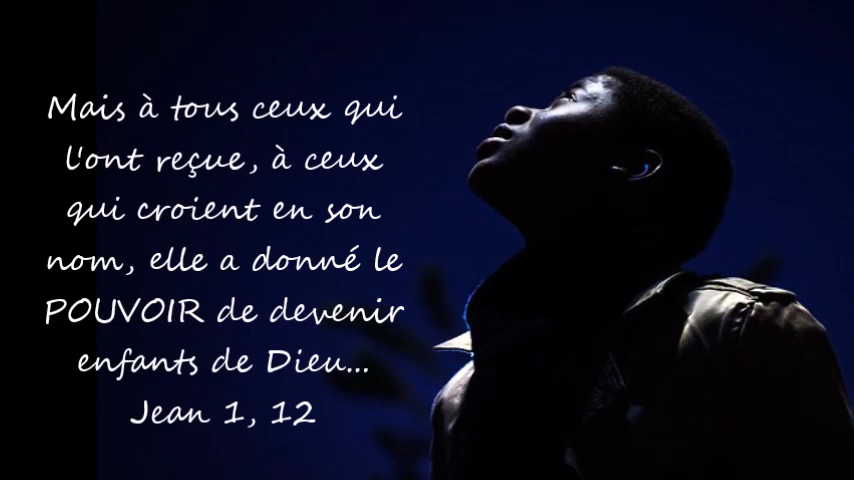 Mais à tous ceux qui
l'ont reçue, à ceux
qui croient en son
nom, elle a donné le
POUVOIR de devenir
enfants de Dieu...
Jean 1, 12